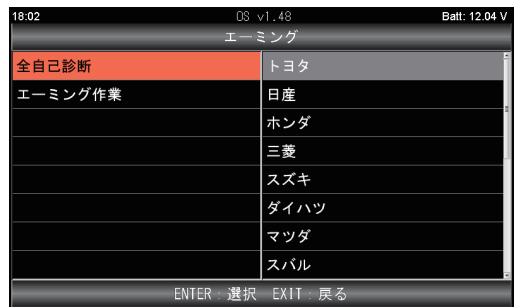 18:02 OS v1.48 Batt: 12.04 V
エーミング
全自己診断 トヨタ
エーミング作業 日産
ホンダ
三菱
スズキ
ダイハツ
マツダ
スバル
ENTER：選択 EXIT：戻る